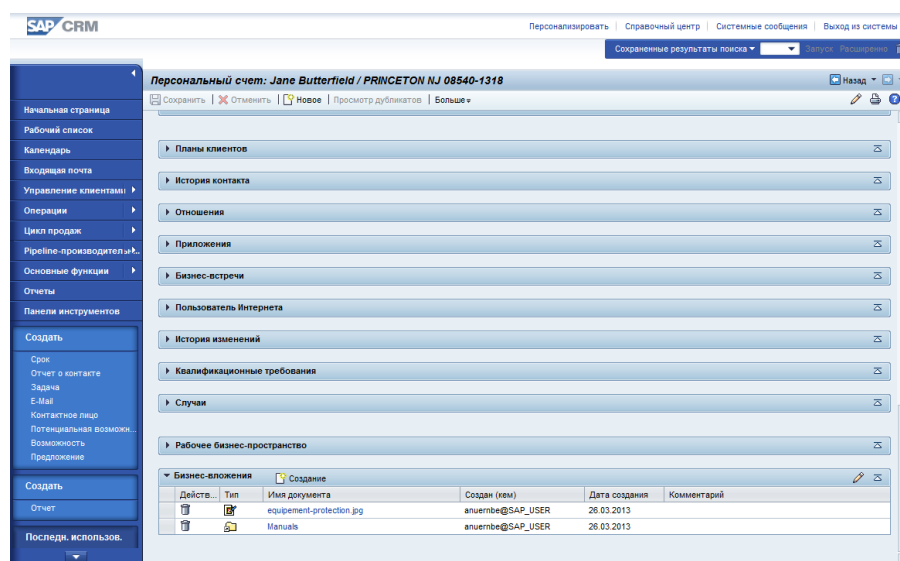 SAP CRM
Персонализировать Справочный центр Системные сообщения Выход из системы
Сохраненные результаты поиска Запуск Расширенно
Персональный счет: Jane Butterfield / PRINCETON NJ 08540-1318 Назад
Сохранить Отменить Новое Просмотр дубликатов Больше
Начальная страница
Рабочий список
Календарь
Входящая почта
Управление клиентами
Операции
Цикл продаж
Pipeline-производитель...
Основные функции
Отчеты
Панели инструментов
Создать
Срок
Отчет о контакте
Задача
E-Mail
Контактное лицо
Потенциальная возможн...
Возможность
Предложение
Создать
Отчет
Последн. использов.
Планы клиентов
История контакта
Отношения
Приложения
Бизнес-встречи
Пользователь Интернета
История изменений
Квалификационные требования
Случаи
Рабочее бизнес-пространство
Бизнес-вложения Создание
Действ... Тип Имя документа Создан (кем) Дата создания Комментарий
equipement-protection.jpg anuernbe@SAP_USER 26.03.2013
Manuals anuernbe@SAP_USER 26.03.2013